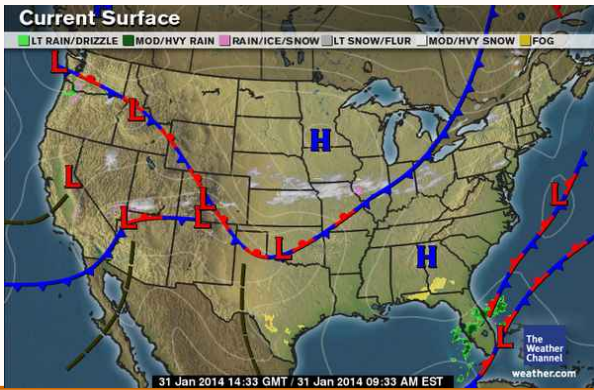 Current Surface
LT RAIN/DRIZZLE MOD/HVY RAIN RAIN/ICE/SNOW LT SNOW/FLUR MOD/HVY SNOW FOG
L
L
H
L
L
L
L
L
L
H
L
The
Weather
Channel
weather.com
31 Jan 2014 14:33 GMT / 31 Jan 2014 09:33 AM EST